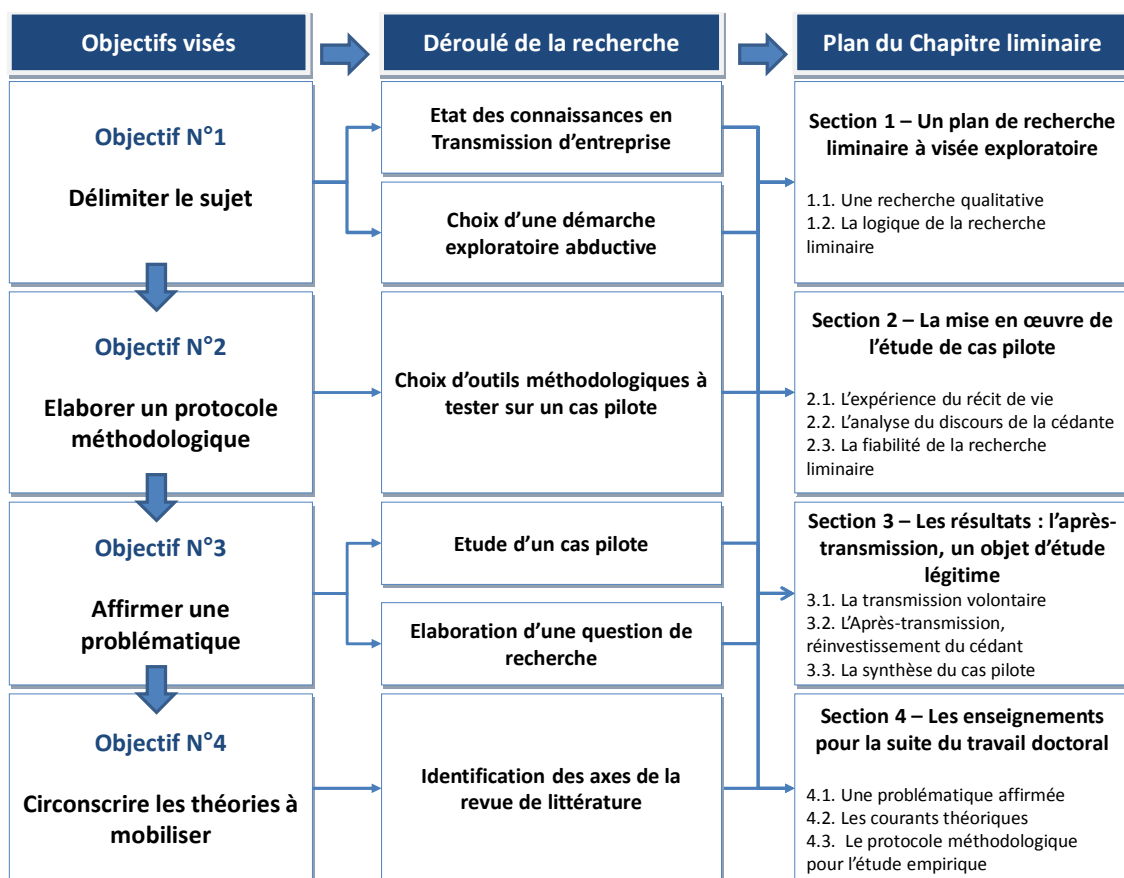 Objectifs visés
Déroulé de la recherche
Plan du Chapitre liminaire
Objectif N°1
Délimiter le sujet
Etat des connaissances en
Transmission d'entreprise
Choix d'une démarche
exploratoire abductive
Section 1 – Un plan de recherche
liminaire à visée exploratoire
1.1. Une recherche qualitative
1.2. La logique de la recherche
liminaire
Objectif N°2
Elaborer un protocole
méthodologique
Choix d'outils méthodologiques à
tester sur un cas pilote
Section 2 – La mise en œuvre de
l'étude de cas pilote
2.1. L'expérience du récit de vie
2.2. L'analyse du discours de la cédante
2.3. La fiabilité de la recherche
liminaire
Objectif N°3
Affirmer une
problématique
Etude d'un cas pilote
Elaboration d'une question de
recherche
Section 3 – Les résultats : l'après-
transmission, un objet d'étude
légitime
3.1. La transmission volontaire
3.2. L'Après-transmission,
réinvestissement du cédant
3.3. La synthèse du cas pilote
Objectif N°4
Circonscrire les théories à
mobiliser
Identification des axes de la
revue de littérature
Section 4 – Les enseignements
pour la suite du travail doctoral
4.1. Une problématique affirmée
4.2. Les courants théoriques
4.3. Le protocole méthodologique
pour l'étude empirique